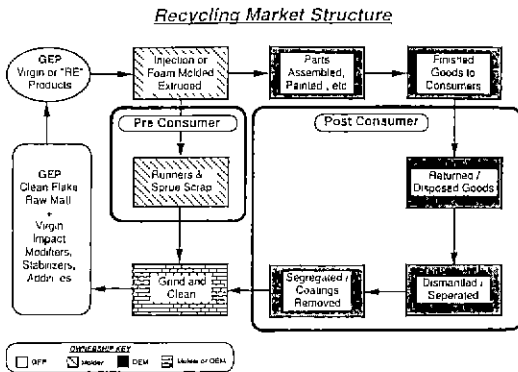 Recycling Market Structure
GEP
Virgin or "RE"
Products
Injection or
Foam Molded
Extruded
Parts
Assembled,
Painted, etc
Finished
Goods to
Consumers
Pre Consumer
Post Consumer
GEP
Clean Flake
Raw Matl
+
Virgin
Impact
Modifiers,
Stabilizers,
Additives
Runners &
Sprue Scrap
Returned /
Disposed Goods
Grind and
Clean
Segregated /
Coatings
Removed
Dismantled /
Seperated
OWNERSHIP KEY
GEP
Molder
OEM
Molder or OEM